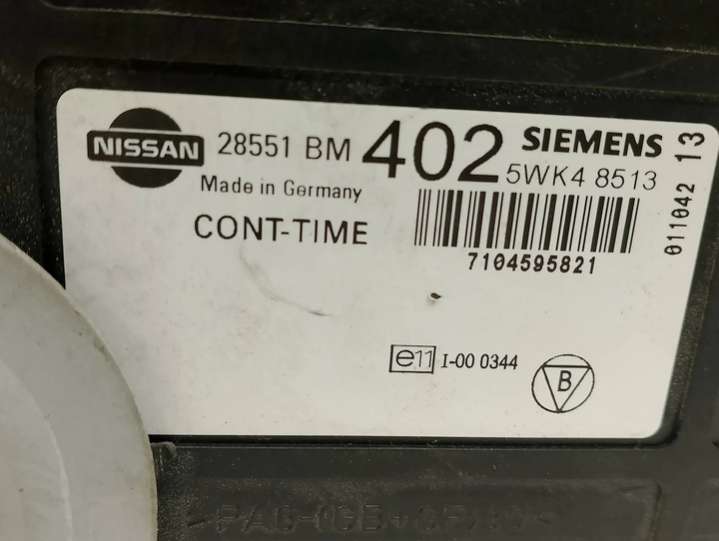 NISSAN
28551 BM 402
SIEMENS
5WK4 8513
Made in Germany
CONT-TIME
7104595821
011042 13
e11 I-00 0344
B